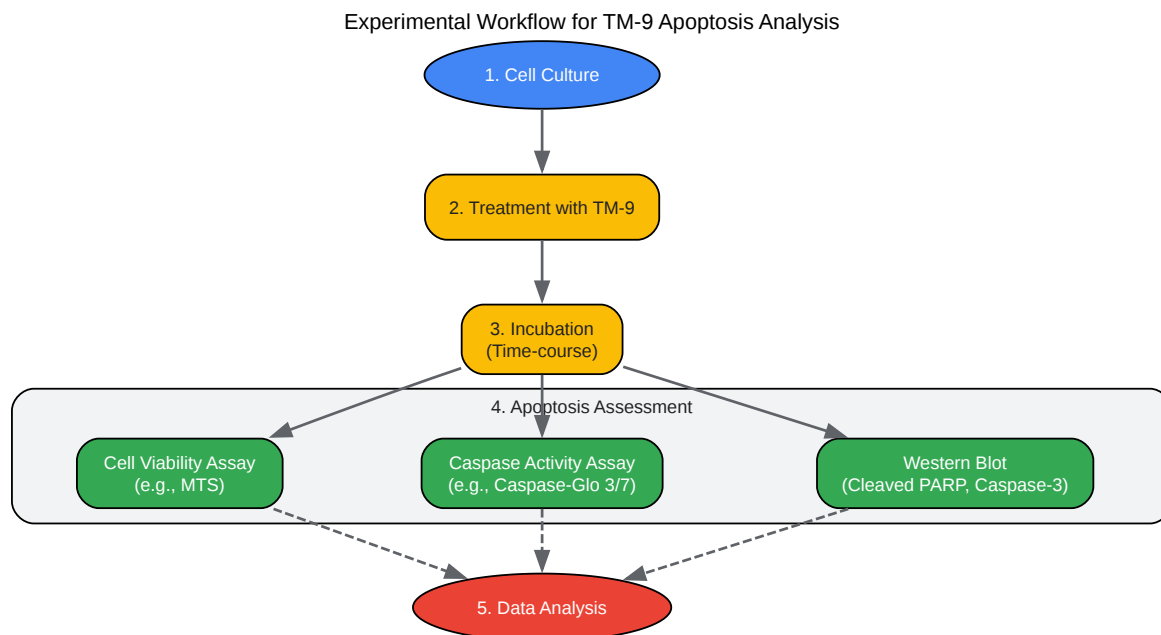 Experimental Workflow for TM-9 Apoptosis Analysis
1. Cell Culture
2. Treatment with TM-9
3. Incubation
(Time-course)
4. Apoptosis Assessment
Cell Viability Assay
(e.g., MTS)
Caspase Activity Assay
(e.g., Caspase-Glo 3/7)
Western Blot
(Cleaved PARP, Caspase-3)
5. Data Analysis